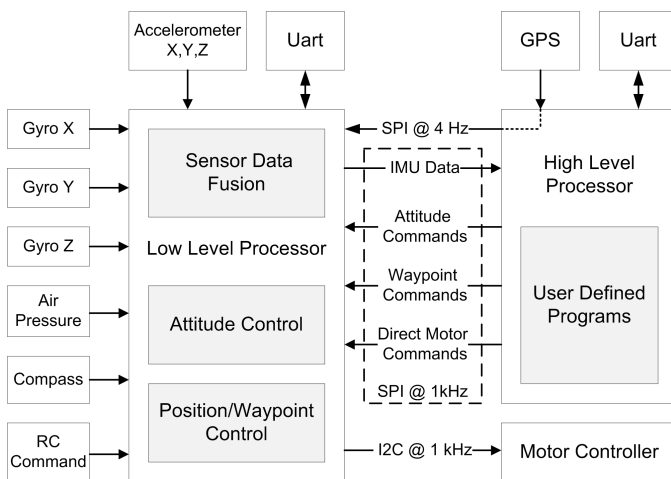 Accelerometer
X,Y,Z
Uart
GPS
Uart
Gyro X
Gyro Y
Gyro Z
Air
Pressure
Compass
RC
Command
Sensor Data
Fusion
Low Level Processor
Attitude Control
Position/Waypoint
Control
SPI @ 4 Hz
IMU Data
Attitude
Commands
Waypoint
Commands
Direct Motor
Commands
SPI @ 1kHz
I2C @ 1 kHz
High Level
Processor
User Defined
Programs
Motor Controller